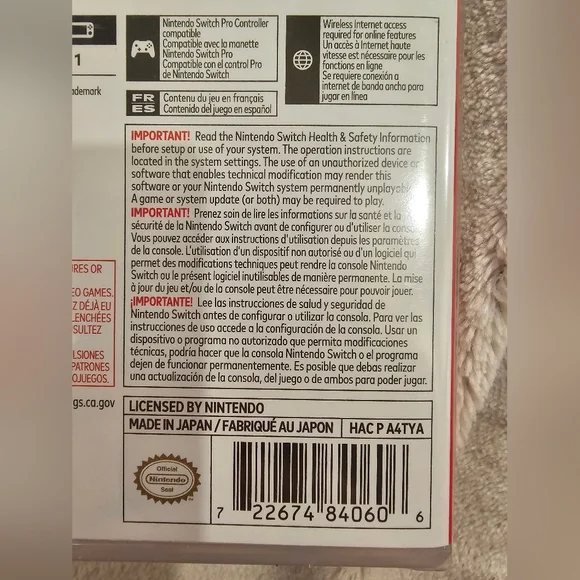 Nintendo Switch Pro Controller
compatible
Compatible avec la manette
Nintendo Switch Pro
Compatible con el control Pro
de Nintendo Switch
Wireless internet access
required for online features
Un accès à Internet haute
vitesse est nécessaire pour les
fonctions en ligne
Se requiere conexión a
internet de banda ancha para
jugar en línea
1
ademark
FR
ES
Contenu du jeu en français
Contenido del juego en español
IMPORTANT! Read the Nintendo Switch Health & Safety Information
before setup or use of your system. The operation instructions are
located in the system settings. The use of an unauthorized device or
software that enables technical modification may render this
software or your Nintendo Switch system permanently unplayable.
A game or system update (or both) may be required to play.
IMPORTANT! Prenez soin de lire les informations sur la santé et la
sécurité de la Nintendo Switch avant de configurer ou d'utiliser la console.
Vous pouvez accéder aux instructions d'utilisation depuis les paramètres
de la console. L'utilisation d'un dispositif non autorisé ou d'un logiciel qui
permet des modifications techniques peut rendre la console Nintendo
Switch ou le présent logiciel inutilisables de manière permanente. La mise
à jour du jeu et/ou de la console peut être nécessaire pour pouvoir jouer.
¡IMPORTANTE! Lee las instrucciones de salud y seguridad de
Nintendo Switch antes de configurar o utilizar la consola. Para ver las
instrucciones de uso accede a la configuración de la consola. Usar un
dispositivo o programa no autorizado que permita modificaciones
técnicas, podría hacer que la consola Nintendo Switch o el programa
dejen de funcionar permanentemente. Es posible que debas realizar
una actualización de la consola, del juego o de ambos para poder jugar.
URES OR
EO GAMES.
Z DÉJÀ EU
LENCHÉES
SULTEZ
LSIONES
PATRONES
OJUEGOS.
gs.ca.gov
LICENSED BY NINTENDO
MADE IN JAPAN / FABRIQUÉ AU JAPON
HAC P A4TYA
Official
Nintendo
Seal
7 22674 84060 6